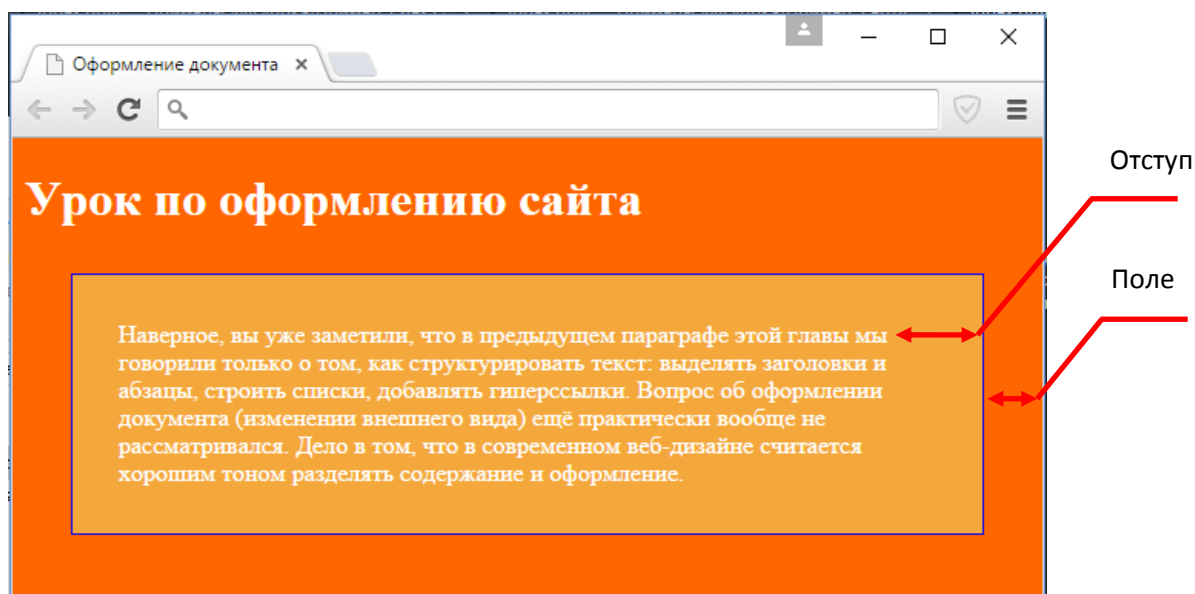 Оформление документа
Отступ
Урок по оформлению сайта
Поле
Наверное, вы уже заметили, что в предыдущем параграфе этой главы мы
говорили только о том, как структурировать текст: выделять заголовки и
абзацы, строить списки, добавлять гиперссылки. Вопрос об оформлении
документа (изменении внешнего вида) ещё практически вообще не
рассматривался. Дело в том, что в современном веб-дизайне считается
хорошим тоном разделять содержание и оформление.